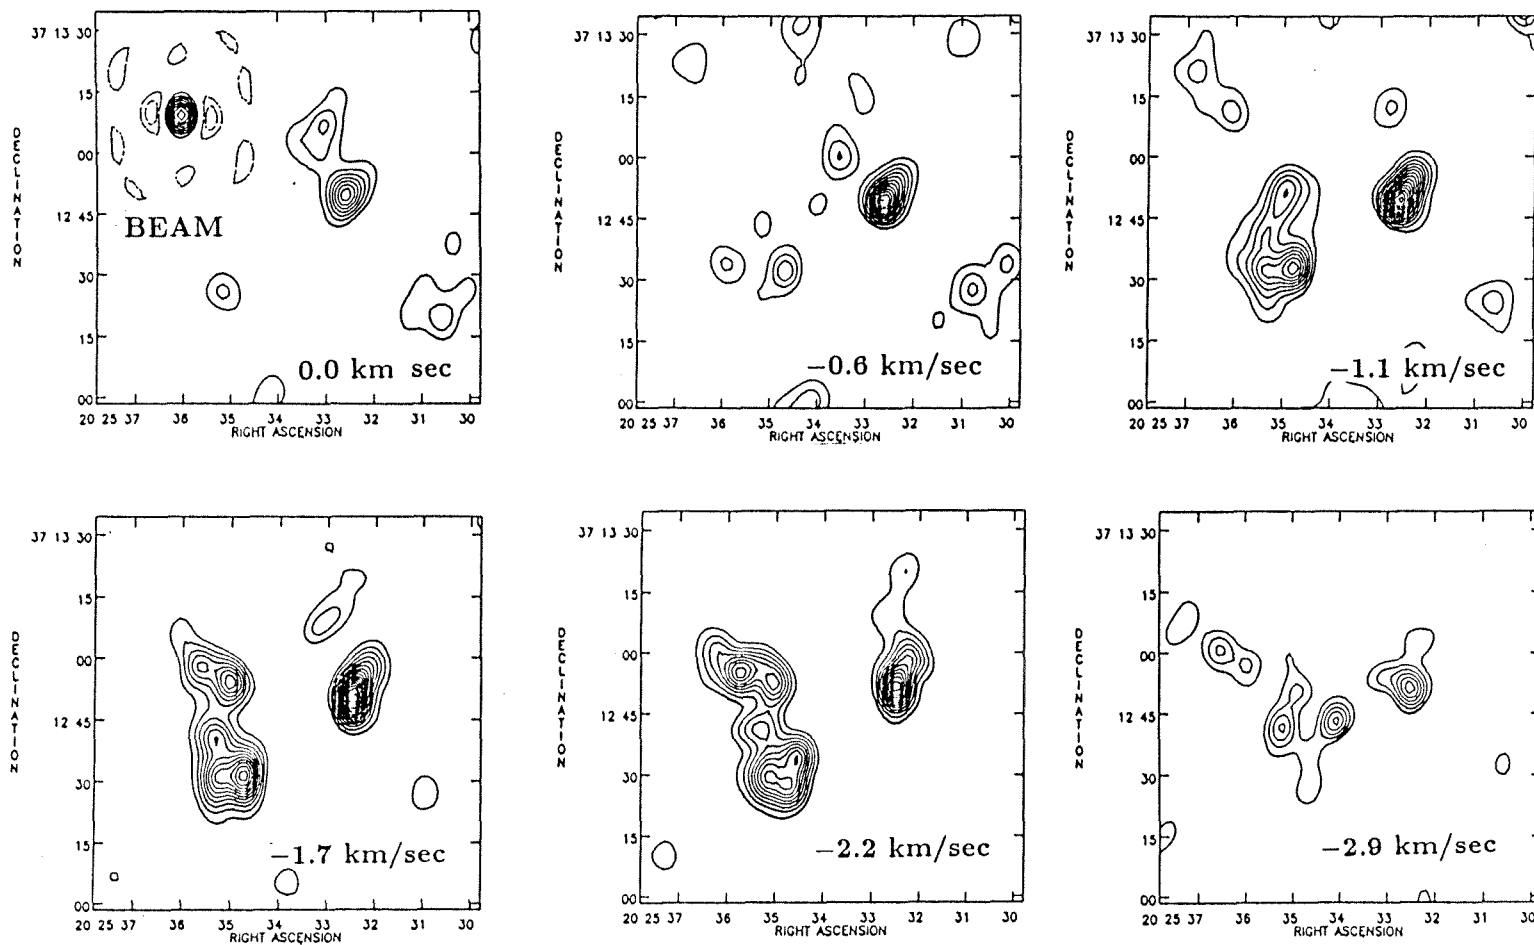 37 13 30
15
00
12 45
30
15
00
DECLINATION
BEAM
0.0 km sec
20 25 37 36 35 34 33 32 31 30
RIGHT ASCENSION
37 13 30
15
00
12 45
30
15
00
DECLINATION
−0.6 km/sec
20 25 37 36 35 34 33 32 31 30
RIGHT ASCENSION
37 13 30
15
00
12 45
30
15
00
DECLINATION
−1.1 km/sec
20 25 37 36 35 34 33 32 31 30
RIGHT ASCENSION
37 13 30
15
00
12 45
30
15
00
DECLINATION
−1.7 km/sec
20 25 37 36 35 34 33 32 31 30
RIGHT ASCENSION
37 13 30
15
00
12 45
30
15
00
DECLINATION
−2.2 km/sec
20 25 37 36 35 34 33 32 31 30
RIGHT ASCENSION
37 13 30
15
00
12 45
30
15
00
DECLINATION
−2.9 km/sec
20 25 37 36 35 34 33 32 31 30
RIGHT ASCENSION